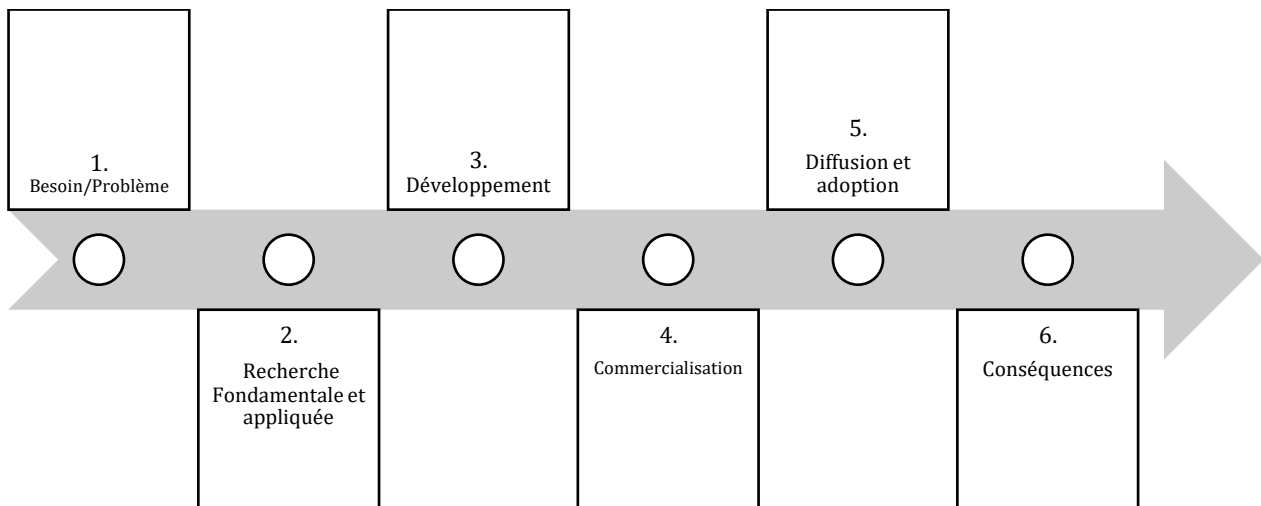 1.
Besoin/Problème
2.
Recherche
Fondamentale et
appliquée
3.
Développement
4.
Commercialisation
5.
Diffusion et
adoption
6.
Conséquences